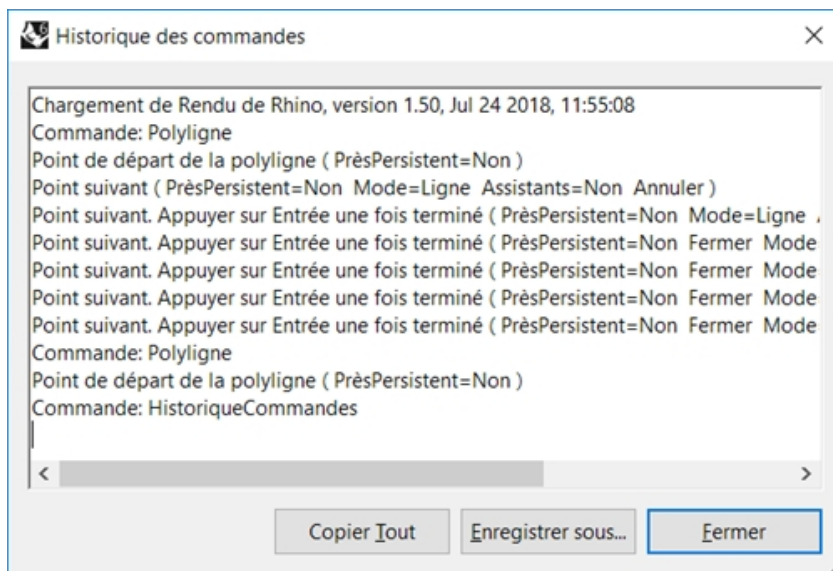 Historique des commandes
Chargement de Rendu de Rhino, version 1.50, Jul 24 2018, 11:55:08
Commande: Polyligne
Point de départ de la polyligne ( PrèsPersistent=Non )
Point suivant ( PrèsPersistent=Non Mode=Ligne Assistants=Non Annuler )
Point suivant. Appuyer sur Entrée une fois terminé ( PrèsPersistent=Non Mode=Ligne
Point suivant. Appuyer sur Entrée une fois terminé ( PrèsPersistent=Non Fermer Mode
Point suivant. Appuyer sur Entrée une fois terminé ( PrèsPersistent=Non Fermer Mode
Point suivant. Appuyer sur Entrée une fois terminé ( PrèsPersistent=Non Fermer Mode
Point suivant. Appuyer sur Entrée une fois terminé ( PrèsPersistent=Non Fermer Mode
Commande: Polyligne
Point de départ de la polyligne ( PrèsPersistent=Non )
Commande: HistoriqueCommandes
Copier Tout
Enregistrer sous...
Fermer